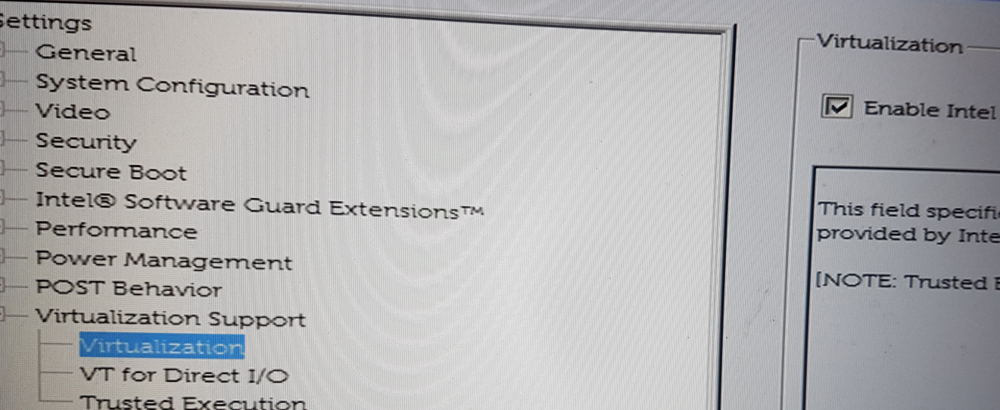 Settings
General
System Configuration
Video
Security
Secure Boot
Intel® Software Guard Extensions™
Performance
Power Management
POST Behavior
Virtualization Support
Virtualization
VT for Direct I/O
Trusted Execution
Virtualization
Enable Intel
This field specifi
provided by Inte
[NOTE: Trusted E